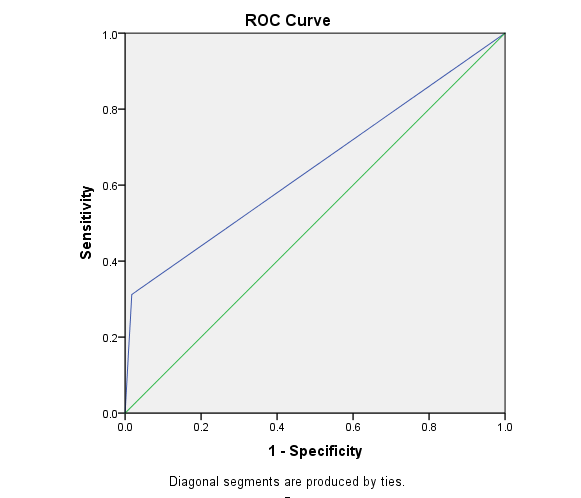 ROC Curve
1.0
0.8
0.6
0.4
0.2
0.0
Sensitivity
0.0 0.2 0.4 0.6 0.8 1.0
1 - Specificity
Diagonal segments are produced by ties.